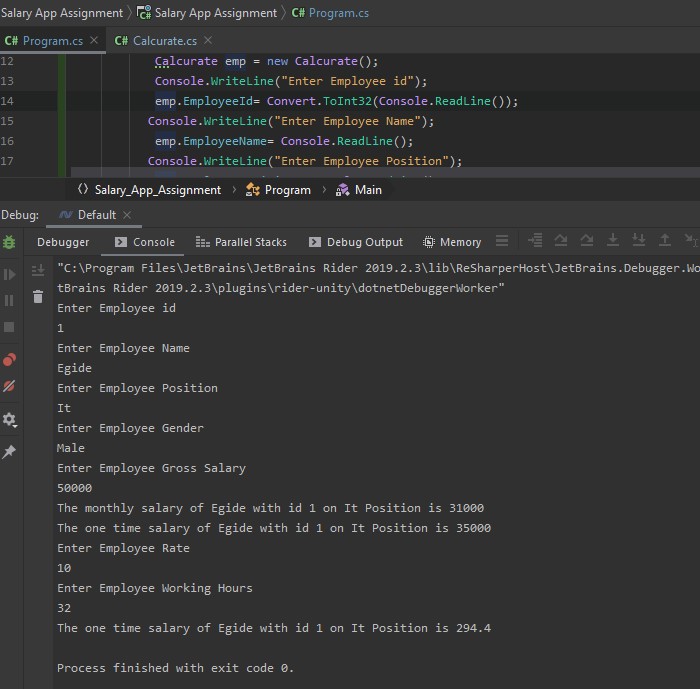 Salary App Assignment Salary App Assignment C# Program.cs
C# Program.cs × C# Calcurate.cs ×
12 Calcurate emp = new Calcurate();
13 Console.WriteLine("Enter Employee id");
14 emp.EmployeeId= Convert.ToInt32(Console.ReadLine());
15 Console.WriteLine("Enter Employee Name");
16 emp.EmployeeName= Console.ReadLine();
17 Console.WriteLine("Enter Employee Position");
Salary_App_Assignment Program Main
Debug: Default ×
Debugger Console Parallel Stacks Debug Output Memory
"C:\Program Files\JetBrains\JetBrains Rider 2019.2.3\lib\ReSharperHost\JetBrains.Debugger.Wo
tBrains Rider 2019.2.3\plugins\rider-unity\dotnetDebuggerWorker"
Enter Employee id
1
Enter Employee Name
Egide
Enter Employee Position
It
Enter Employee Gender
Male
Enter Employee Gross Salary
50000
The monthly salary of Egide with id 1 on It Position is 31000
The one time salary of Egide with id 1 on It Position is 35000
Enter Employee Rate
10
Enter Employee Working Hours
32
The one time salary of Egide with id 1 on It Position is 294.4
Process finished with exit code 0.